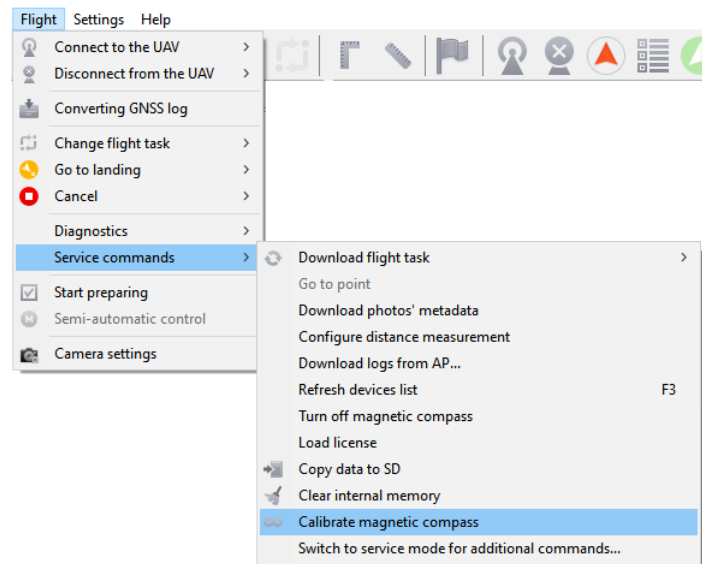 Flight Settings Help
Connect to the UAV
Disconnect from the UAV
Converting GNSS log
Change flight task
Go to landing
Cancel
Diagnostics
Service commands
Start preparing
Semi-automatic control
Camera settings
Download flight task
Go to point
Download photos' metadata
Configure distance measurement
Download logs from AP...
Refresh devices list F3
Turn off magnetic compass
Load license
Copy data to SD
Clear internal memory
Calibrate magnetic compass
Switch to service mode for additional commands...